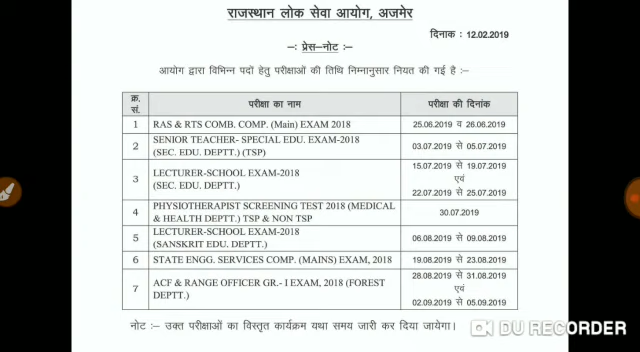 राजस्थान लोक सेवा आयोग, अजमेर
दिनाक : 12.02.2019
–: प्रेस–नोट :–
आयोग द्वारा विभिन्न पदों हेतु परीक्षाओं की तिथि निम्नानुसार नियत की गई है :–
क्र. सं. परीक्षा का नाम परीक्षा की दिनांक
1 RAS & RTS COMB. COMP. (Main) EXAM 2018 25.06.2019 व 26.06.2019
2 SENIOR TEACHER- SPECIAL EDU. EXAM-2018
(SEC. EDU. DEPTT.) (TSP) 03.07.2019 से 05.07.2019
3 LECTURER-SCHOOL EXAM-2018
(SEC. EDU. DEPTT.) 15.07.2019 से 19.07.2019
एवं
22.07.2019 से 25.07.2019
4 PHYSIOTHERAPIST SCREENING TEST 2018 (MEDICAL
& HEALTH DEPTT.) TSP & NON TSP 30.07.2019
5 LECTURER-SCHOOL EXAM-2018
(SANSKRIT EDU. DEPTT.) 06.08.2019 से 09.08.2019
6 STATE ENGG. SERVICES COMP. (MAINS) EXAM, 2018 19.08.2019 से 23.08.2019
7 ACF & RANGE OFFICER GR.- I EXAM, 2018 (FOREST
DEPTT.) 28.08.2019 से 31.08.2019
एवं
02.09.2019 से 05.09.2019
नोट :– उक्त परीक्षाओं का विस्तृत कार्यक्रम यथा समय जारी कर दिया जायेगा।
DU RECORDER